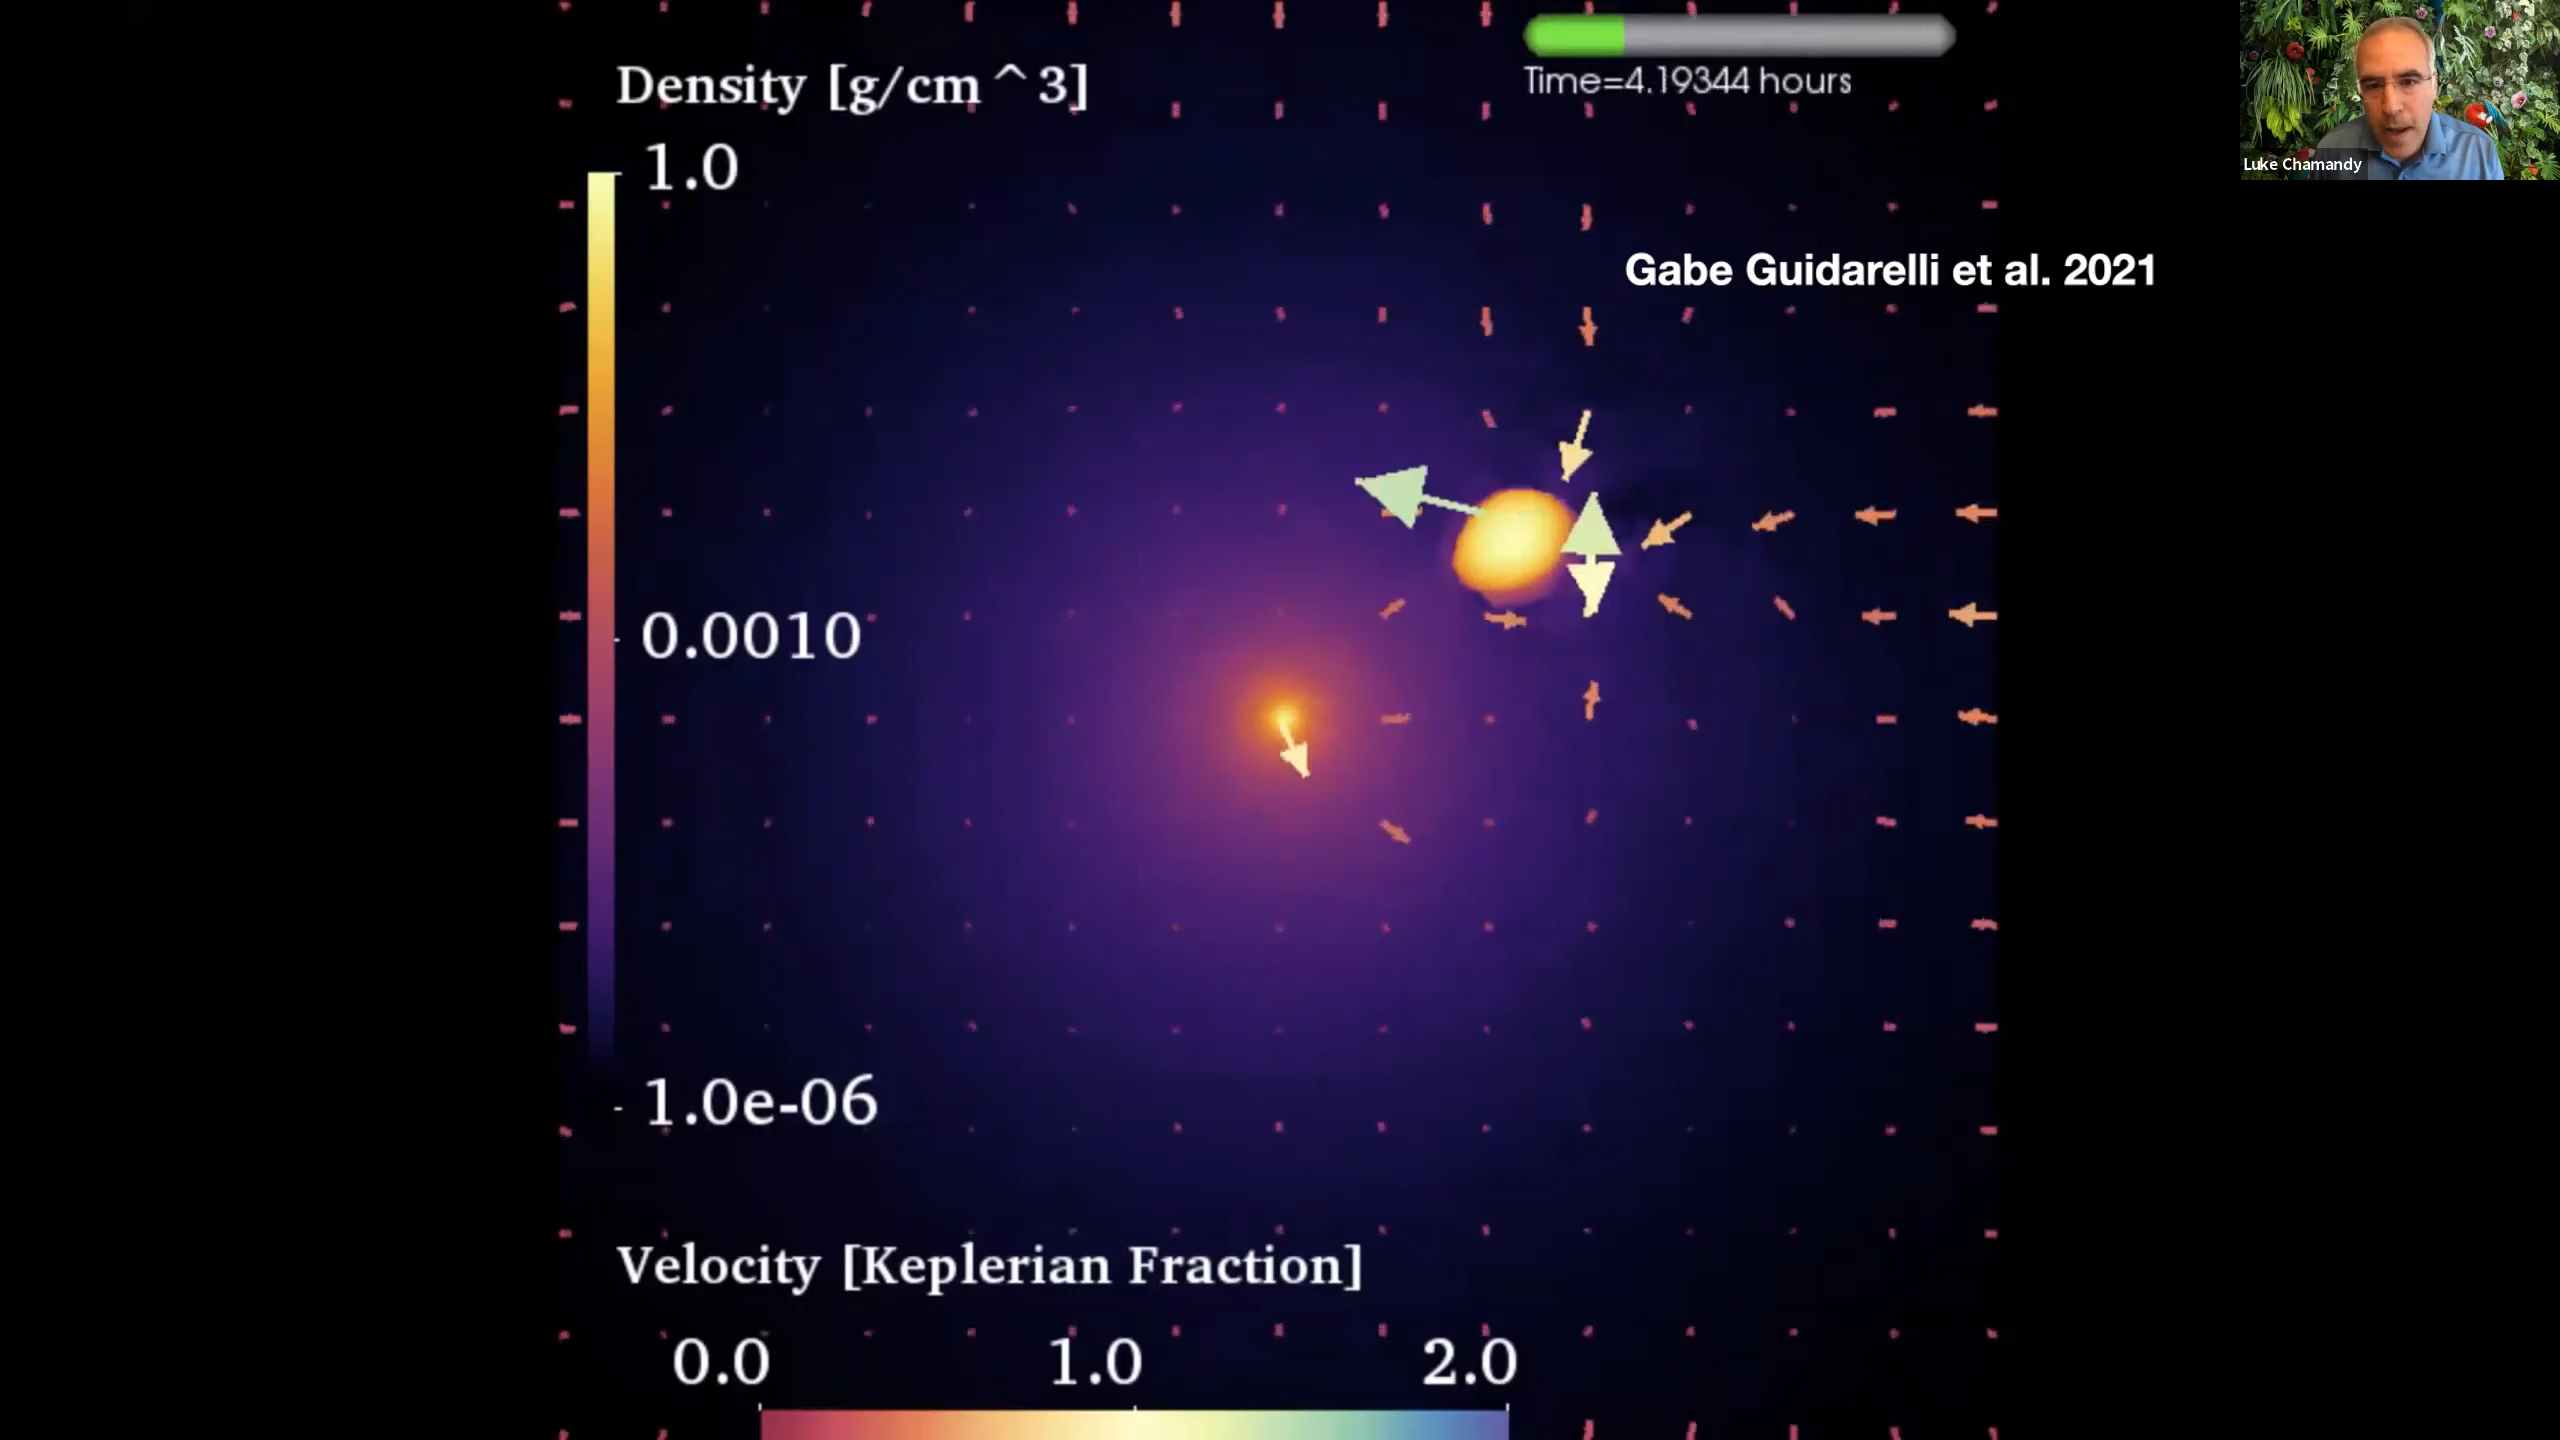 Time=4.19344 hours
Luke Chamandy
Density [g/cm^3]
1.0
Gabe Guidarelli et al. 2021
0.0010
1.0e-06
Velocity [Keplerian Fraction]
0.0 1.0 2.0